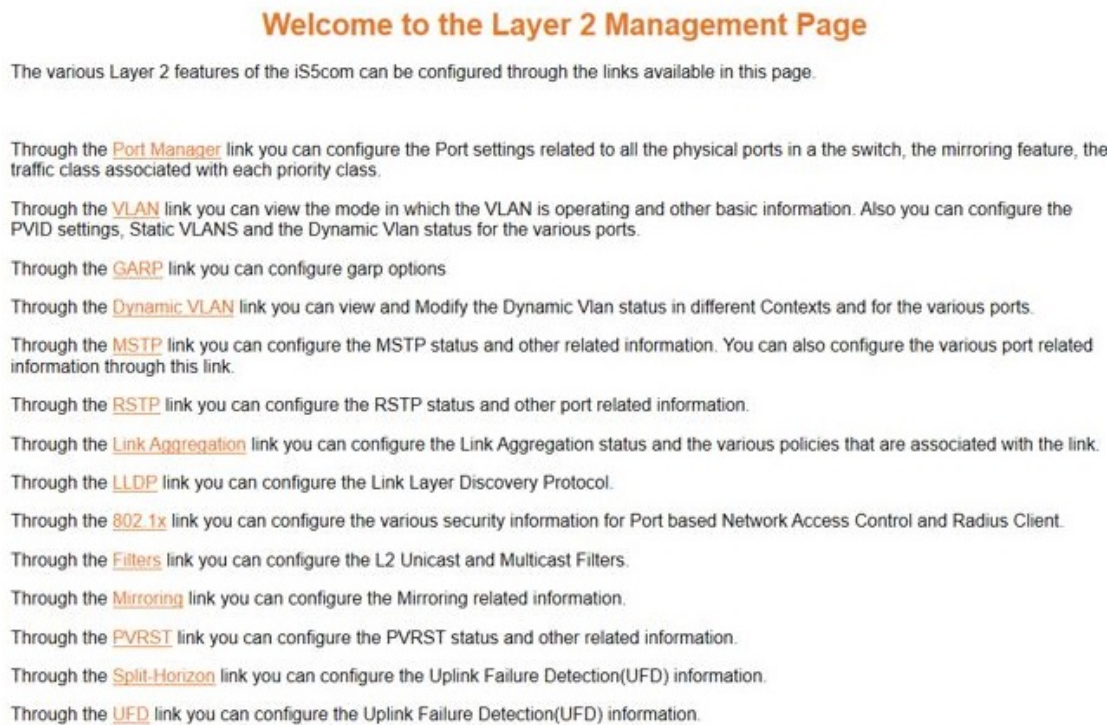 Welcome to the Layer 2 Management Page
The various Layer 2 features of the iS5com can be configured through the links available in this page.
Through the Port Manager link you can configure the Port settings related to all the physical ports in a the switch, the mirroring feature, the
traffic class associated with each priority class.
Through the VLAN link you can view the mode in which the VLAN is operating and other basic information. Also you can configure the
PVID settings, Static VLANS and the Dynamic Vlan status for the various ports.
Through the GARP link you can configure garp options
Through the Dynamic VLAN link you can view and Modify the Dynamic Vlan status in different Contexts and for the various ports.
Through the MSTP link you can configure the MSTP status and other related information. You can also configure the various port related
information through this link.
Through the RSTP link you can configure the RSTP status and other port related information.
Through the Link Aggregation link you can configure the Link Aggregation status and the various policies that are associated with the link.
Through the LLDP link you can configure the Link Layer Discovery Protocol.
Through the 802.1x link you can configure the various security information for Port based Network Access Control and Radius Client.
Through the Filters link you can configure the L2 Unicast and Multicast Filters.
Through the Mirroring link you can configure the Mirroring related information.
Through the PVRST link you can configure the PVRST status and other related information.
Through the Split-Horizon link you can configure the Uplink Failure Detection(UFD) information.
Through the UFD link you can configure the Uplink Failure Detection(UFD) information.